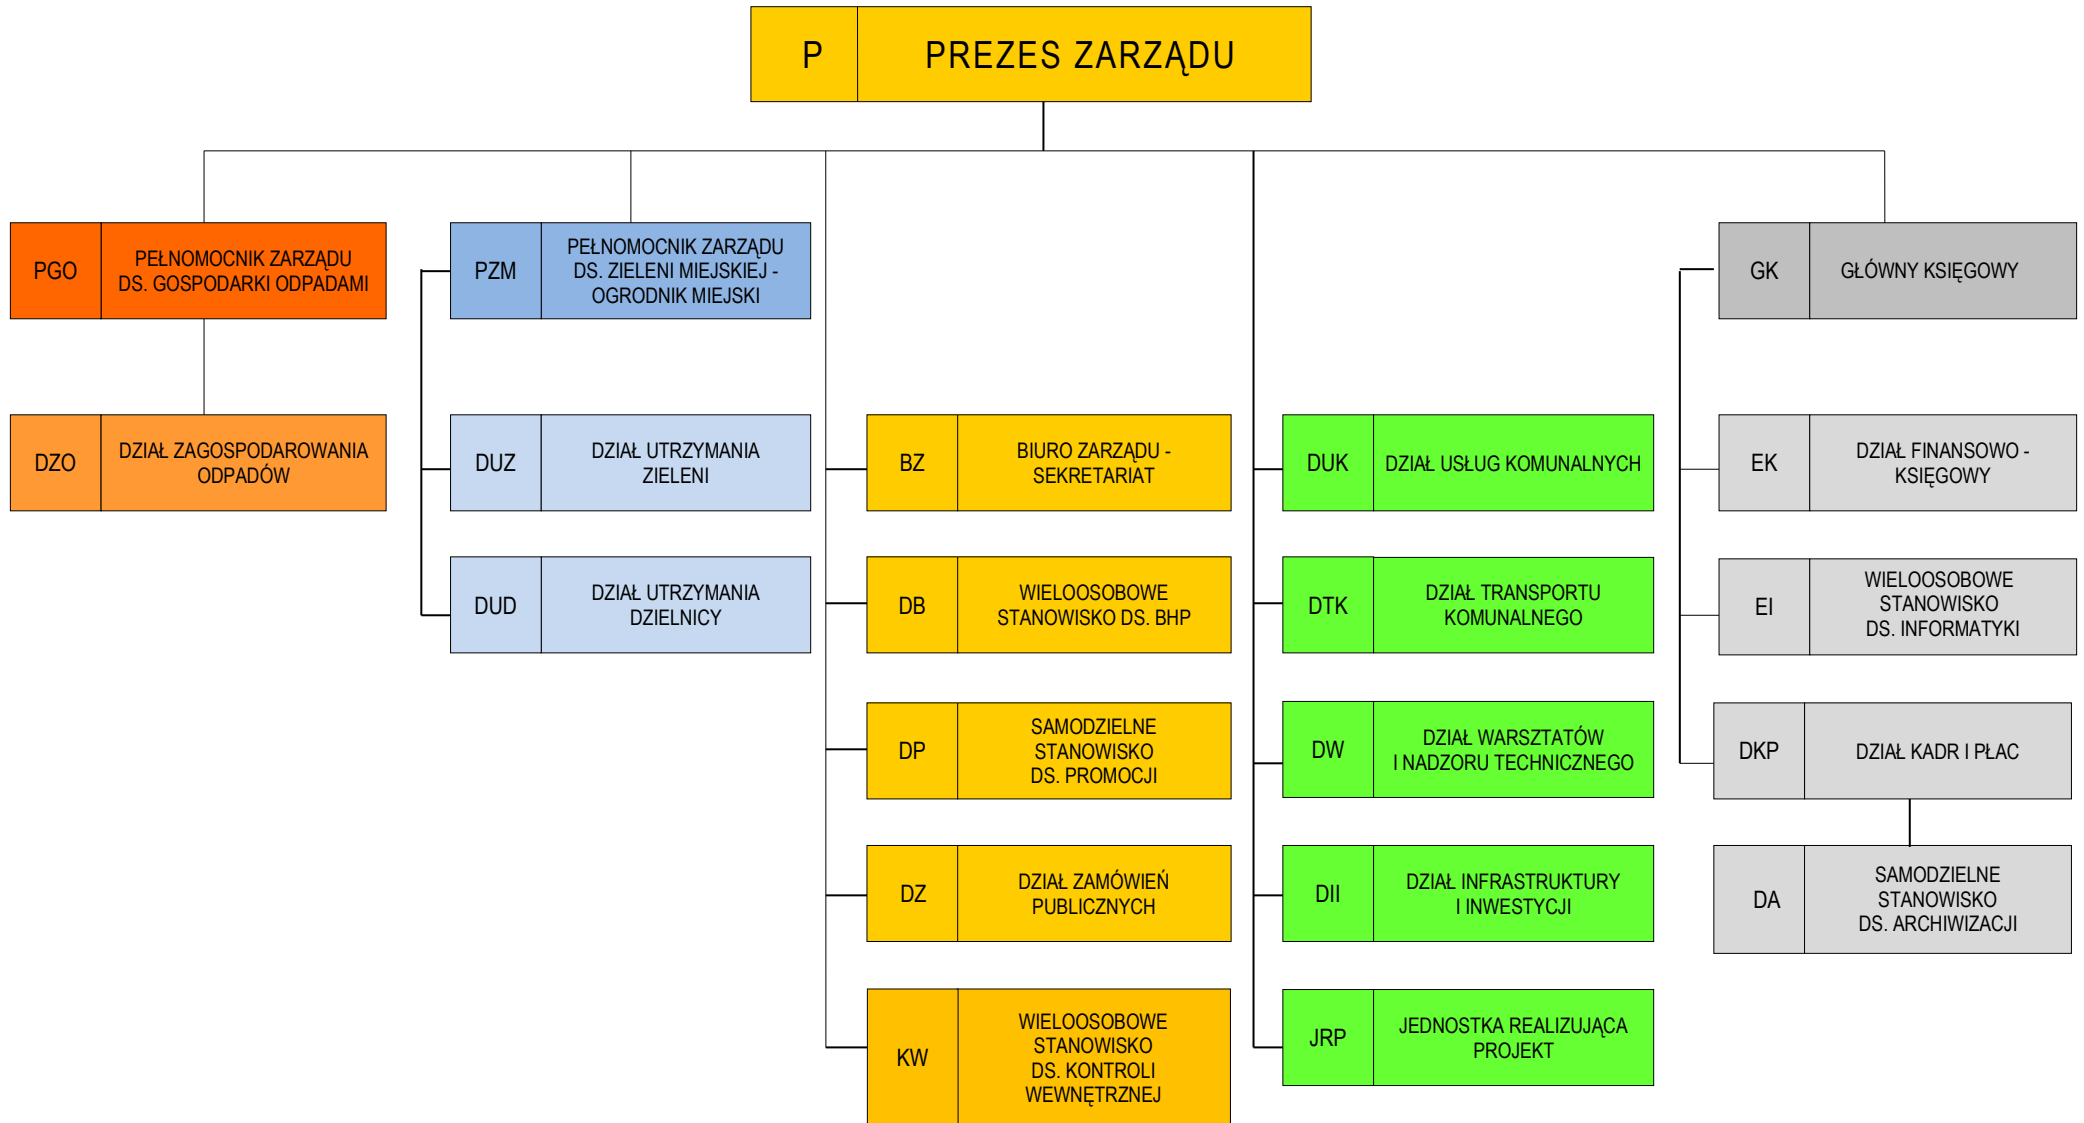 P
PREZES ZARZĄDU
PGO
PEŁNOMOCNIK ZARZĄDU
DS. GOSPODARKI ODPADAMI
PZM
PEŁNOMOCNIK ZARZĄDU
DS. ZIELENI MIEJSKIEJ -
OGRODNIK MIEJSKI
GK
GŁÓWNY KSIĘGOWY
DZO
DZIAŁ ZAGOSPODAROWANIA
ODPADÓW
DUZ
DZIAŁ UTRZYMANIA
ZIELENI
BZ
BIURO ZARZĄDU -
SEKRETARIAT
DUK
DZIAŁ USŁUG KOMUNALNYCH
EK
DZIAŁ FINANSOWO -
KSIĘGOWY
DUD
DZIAŁ UTRZYMANIA
DZIELNICY
DB
WIELOOSOBOWE
STANOWISKO DS. BHP
DTK
DZIAŁ TRANSPORTU
KOMUNALNEGO
EI
WIELOOSOBOWE
STANOWISKO
DS. INFORMATYKI
DP
SAMODZIELNE
STANOWISKO
DS. PROMOCJI
DW
DZIAŁ WARSZTATÓW
I NADZORU TECHNICZNEGO
DKP
DZIAŁ KADR I PŁAC
DZ
DZIAŁ ZAMÓWIEŃ
PUBLICZNYCH
DII
DZIAŁ INFRASTRUKTURY
I INWESTYCJI
DA
SAMODZIELNE
STANOWISKO
DS. ARCHIWIZACJI
KW
WIELOOSOBOWE
STANOWISKO
DS. KONTROLI
WEWNĘTRZNEJ
JRP
JEDNOSTKA REALIZUJĄCA
PROJEKT